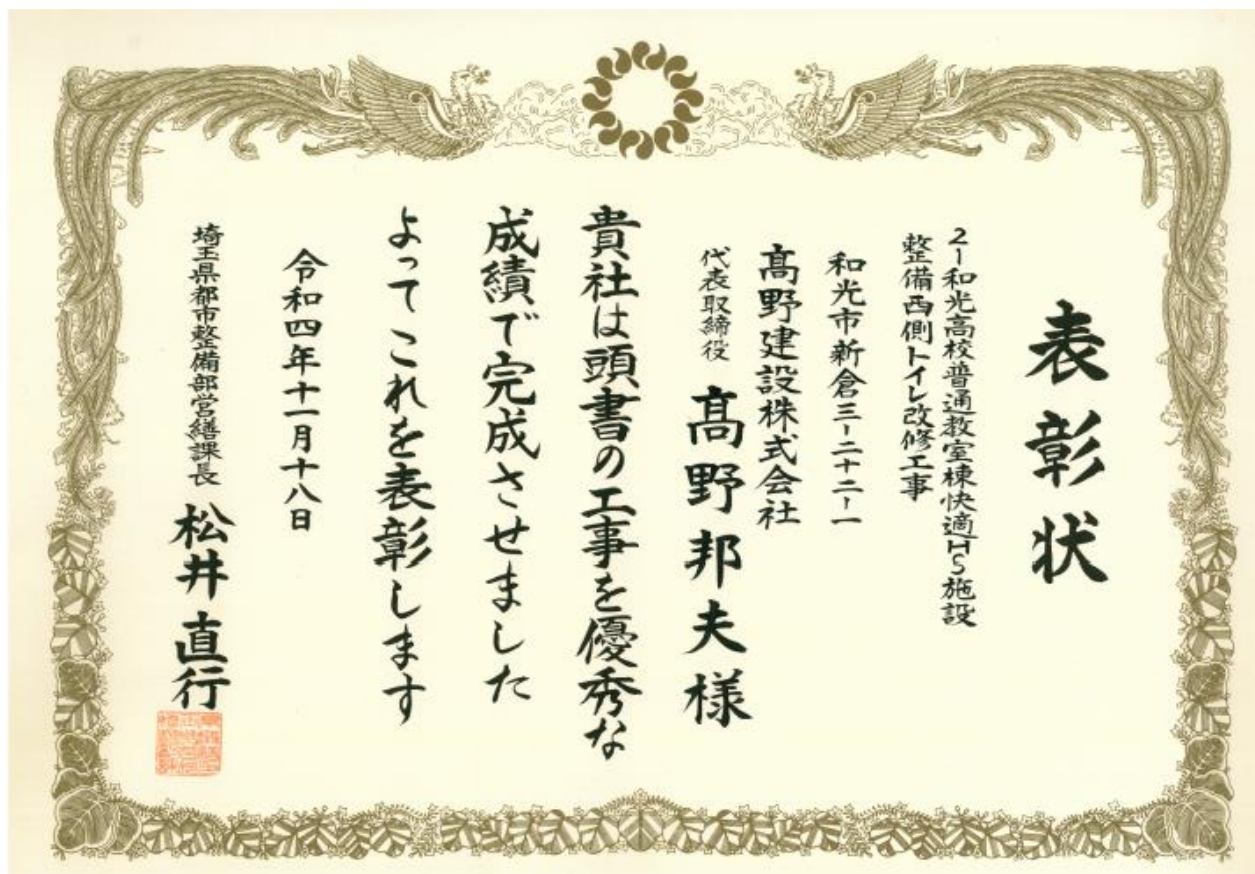 表彰状
2-和光高校普通教室棟快適HS施設
整備西側トイレ改修工事
和光市新倉三-二十二-一
髙野建設株式会社
代表取締役 髙野邦夫様
貴社は頭書の工事を優秀な
成績で完成させました
よってこれを表彰します
令和四年十一月十八日
埼玉県都市整備部営繕課長 松井直行